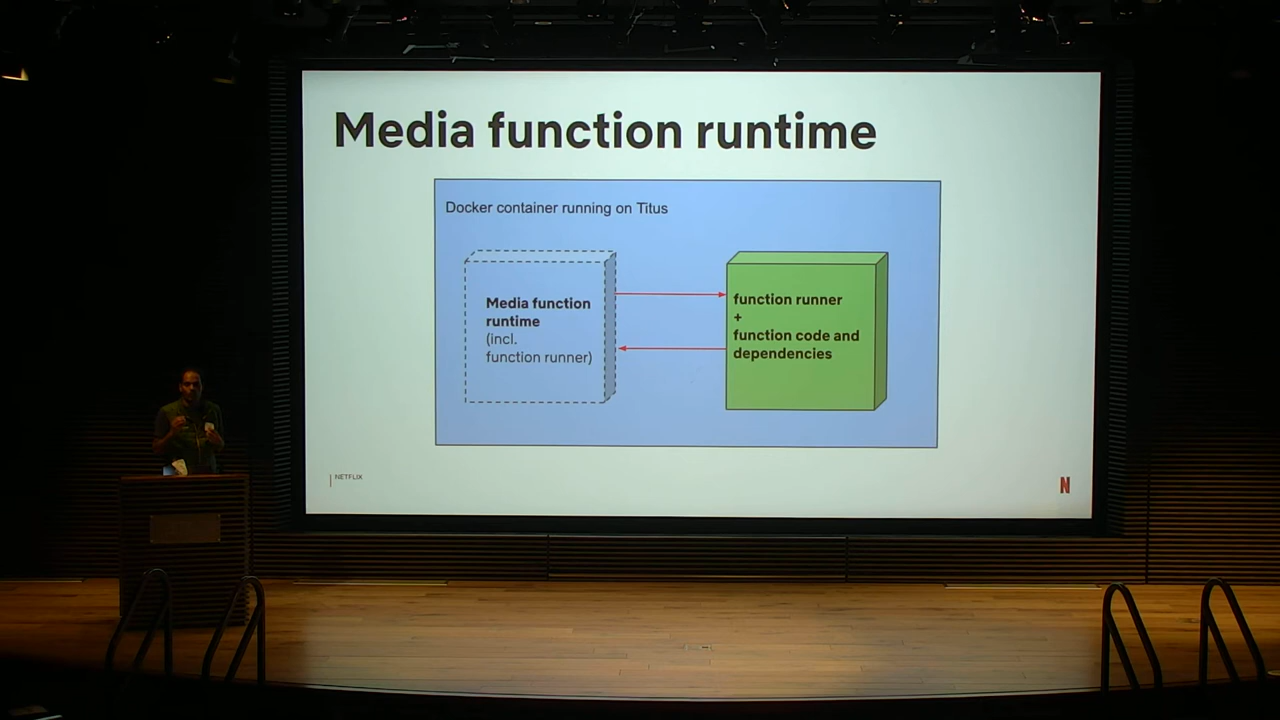 Media function runtime
Docker container running on Titus
Media function
runtime
(incl.
function runner)
function runner
+
function code and
dependencies
NETFLIX
N